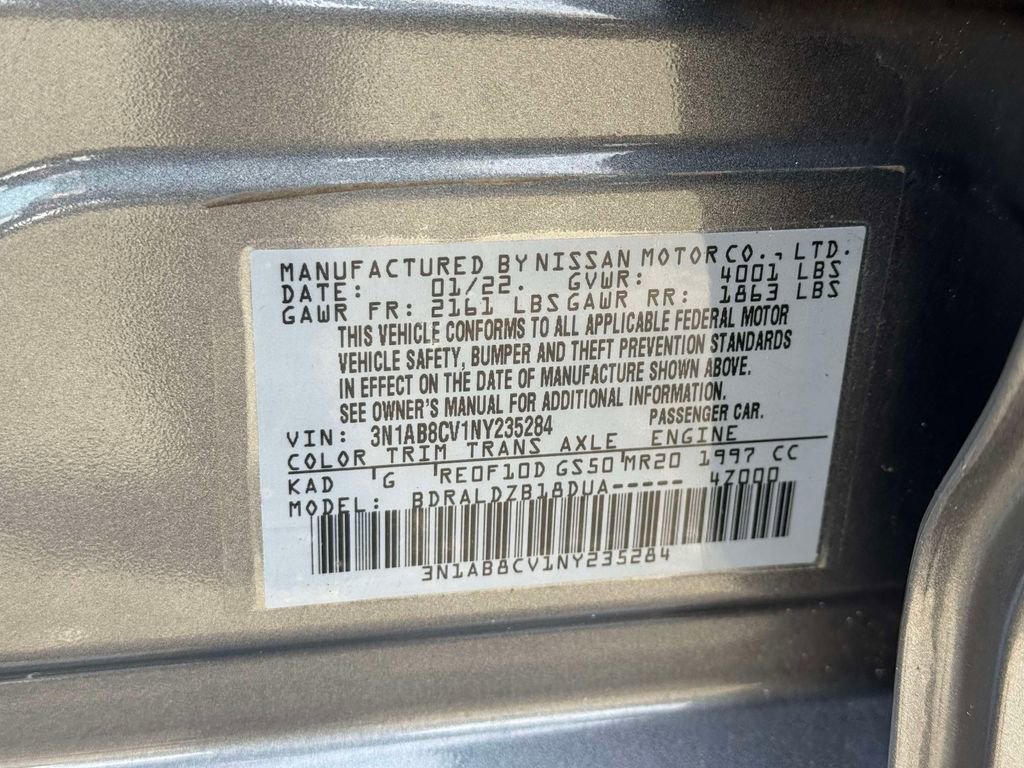 MANUFACTURED BY NISSAN MOTOR CO., LTD.
DATE: 01/22. GVWR: 4001 LBS
GAWR FR: 2161 LBS GAWR RR: 1863 LBS
THIS VEHICLE CONFORMS TO ALL APPLICABLE FEDERAL MOTOR
VEHICLE SAFETY, BUMPER AND THEFT PREVENTION STANDARDS
IN EFFECT ON THE DATE OF MANUFACTURE SHOWN ABOVE.
SEE OWNER'S MANUAL FOR ADDITIONAL INFORMATION.
VIN: 3N1AB8CV1NY235284 PASSENGER CAR.
COLOR TRIM TRANS AXLE ENGINE
KAD G RE0F10D GS50 MR20 1997 CC
MODEL: BDRALDZB18DUA----- 47000
3N1AB8CV1NY235284